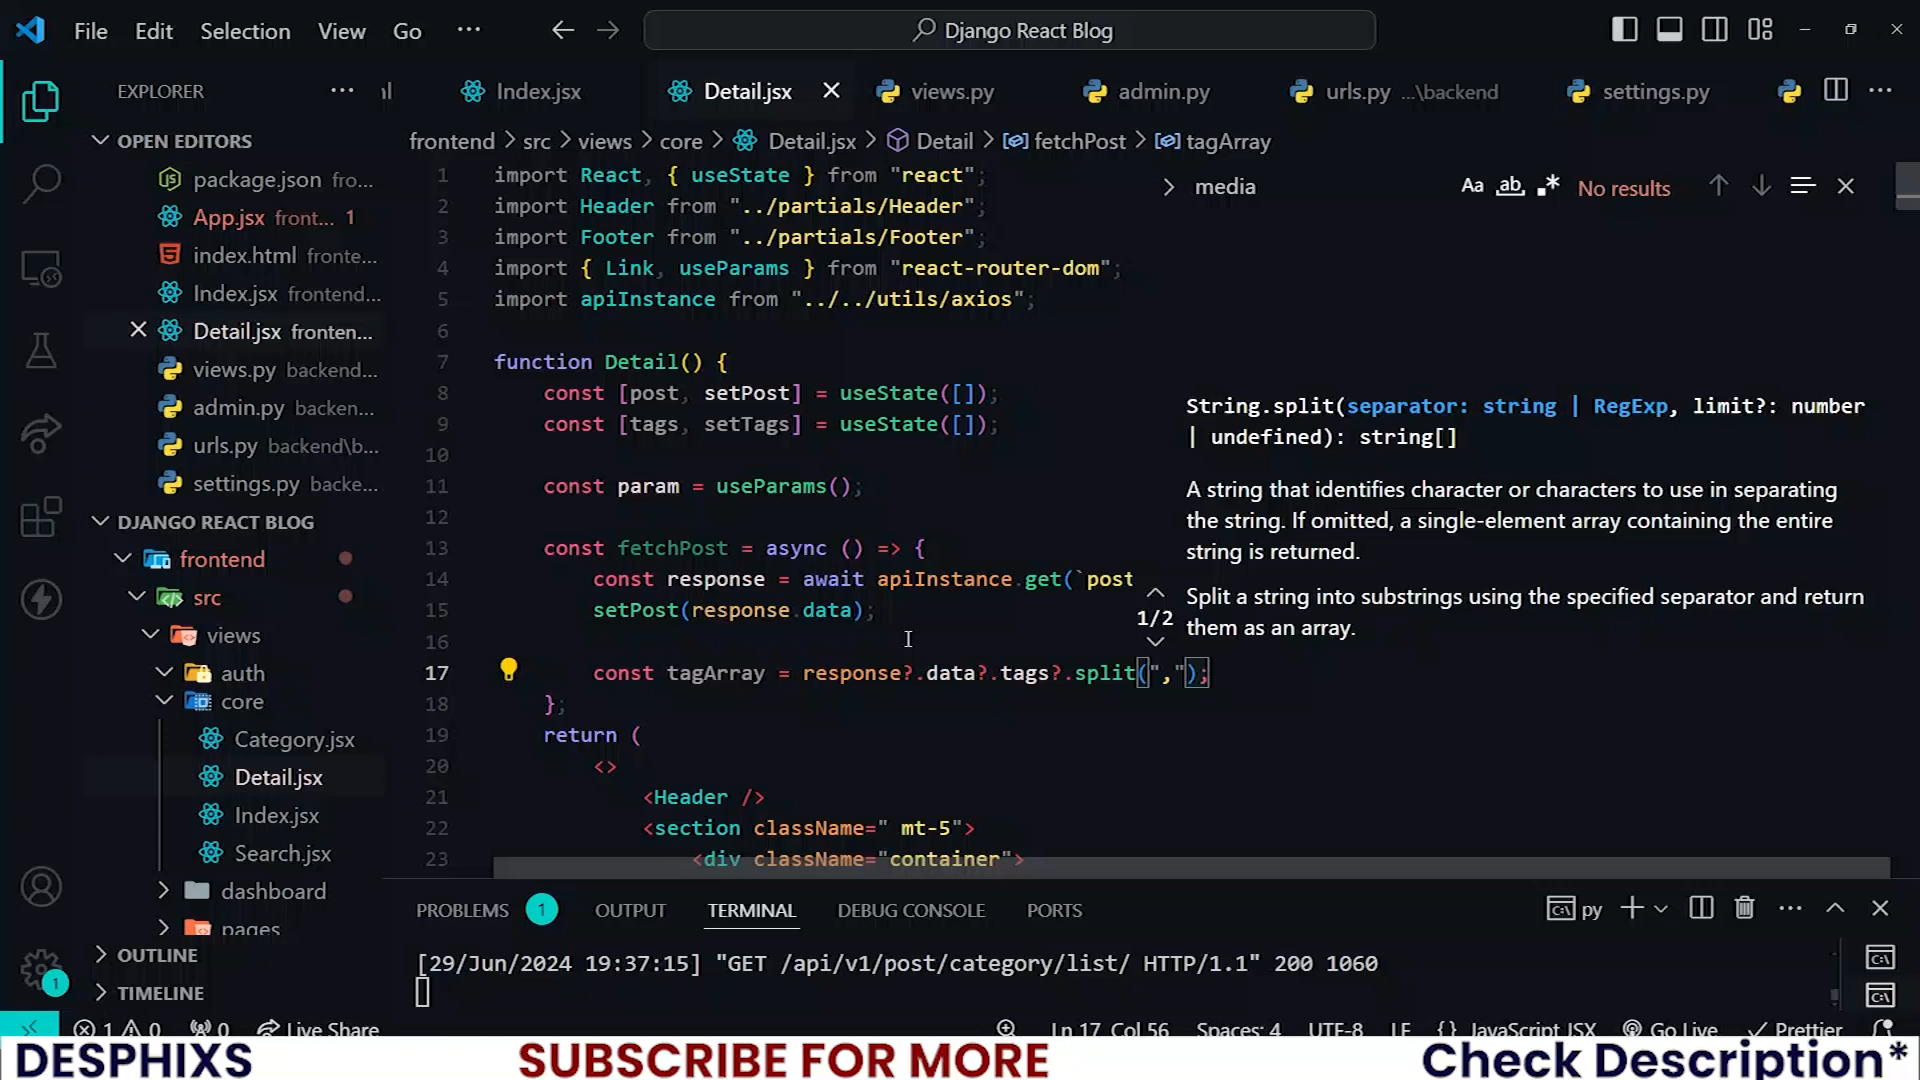 File Edit Selection View Go ··· Django React Blog
EXPLORER ···
Index.jsx Detail.jsx views.py admin.py urls.py ...\backend settings.py ···
OPEN EDITORS
package.json fro...
App.jsx front... 1
index.html fronte...
Index.jsx frontend...
Detail.jsx fronten...
views.py backend...
admin.py backen...
urls.py backend\b...
settings.py backe...
DJANGO REACT BLOG
frontend
src
views
auth
core
Category.jsx
Detail.jsx
Index.jsx
Search.jsx
dashboard
pages
OUTLINE
TIMELINE
frontend > src > views > core > Detail.jsx > Detail > fetchPost > tagArray
media Aa ab .* No results
1 import React, { useState } from "react";
2 import Header from "../partials/Header";
3 import Footer from "../partials/Footer";
4 import { Link, useParams } from "react-router-dom";
5 import apiInstance from "../../utils/axios";
6
7 function Detail() {
8 const [post, setPost] = useState([]);
9 const [tags, setTags] = useState([]);
10
11 const param = useParams();
12
13 const fetchPost = async () => {
14 const response = await apiInstance.get(`post
15 setPost(response.data);
16
17 const tagArray = response?.data?.tags?.split(",");
18 };
19 return (
20 <>
21 <Header />
22 <section className=" mt-5">
23 <div className="container">
String.split(separator: string | RegExp, limit?: number
| undefined): string[]
A string that identifies character or characters to use in separating
the string. If omitted, a single-element array containing the entire
string is returned.
1/2
Split a string into substrings using the specified separator and return
them as an array.
PROBLEMS 1 OUTPUT TERMINAL DEBUG CONSOLE PORTS py ···
[29/Jun/2024 19:37:15] "GET /api/v1/post/category/list/ HTTP/1.1" 200 1060
1
1 0 0 Live Share Ln 17, Col 56 Spaces: 4 UTF-8 LF {} JavaScript JSX Go Live Prettier
DESPHIXS SUBSCRIBE FOR MORE Check Description*